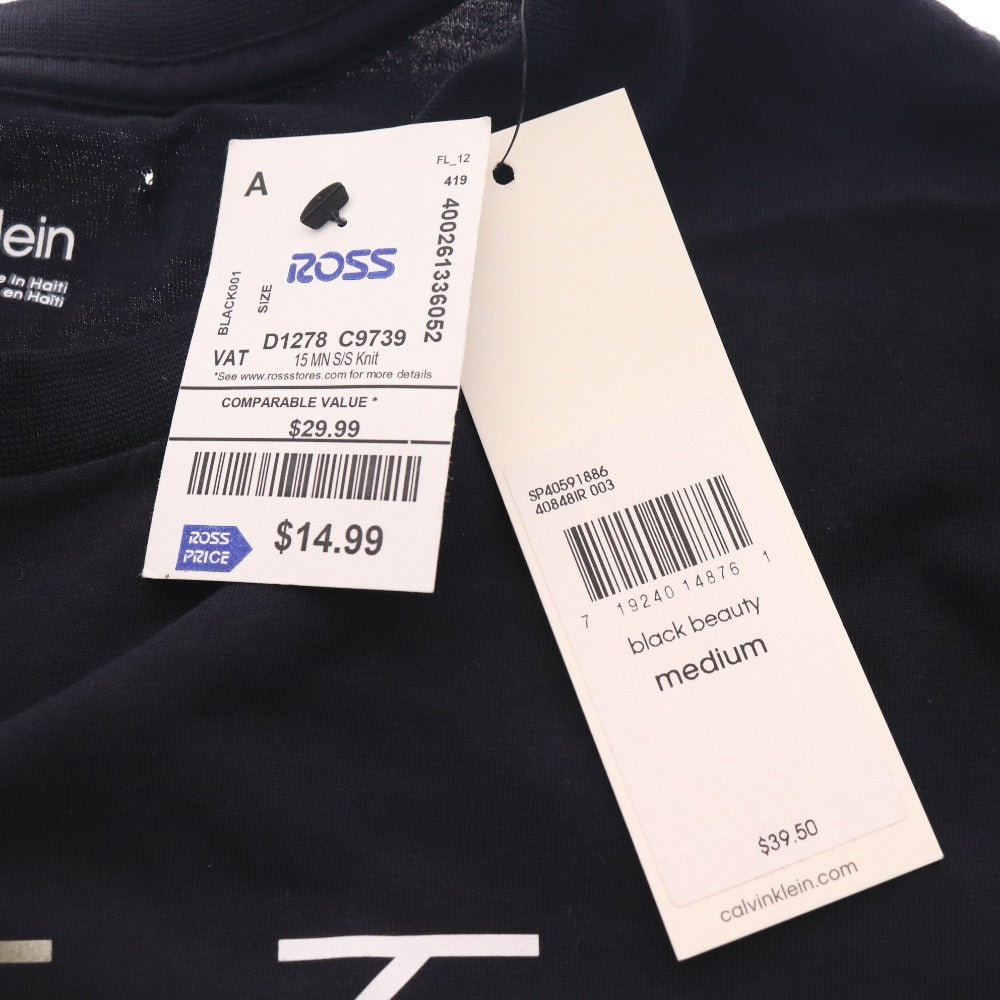 lein
in Haiti
en Haïti
A
FL_12
419
400261336052
ROSS
BLACK001
SIZE
D1278 C9739
VAT
15 MN S/S Knit
*See www.rossstores.com for more details
COMPARABLE VALUE *
$29.99
ROSS
PRICE
$14.99
SP40591886
40848IR 003
7 19240 14876 1
black beauty
medium
$39.50
calvinklein.com
K